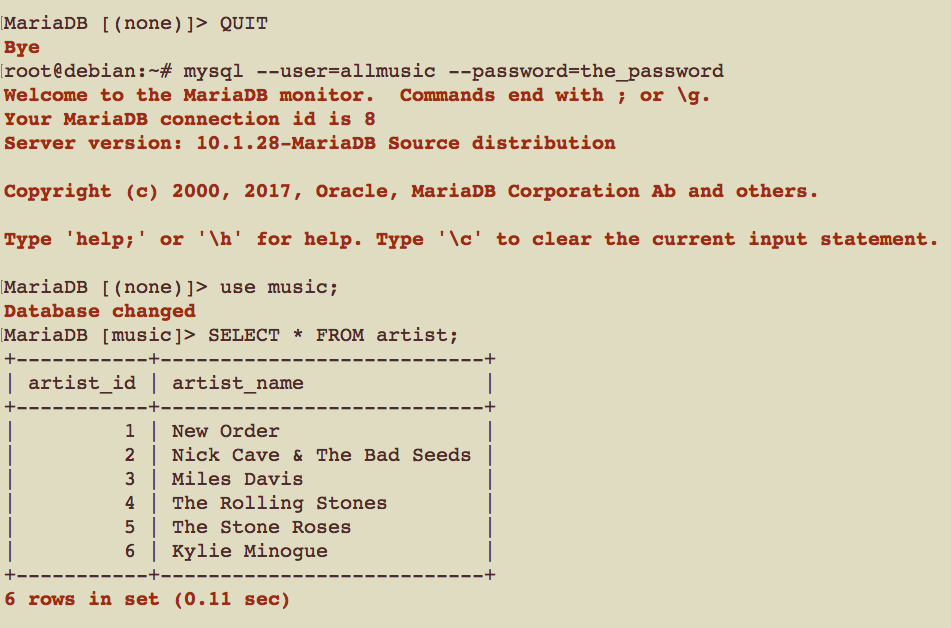 MariaDB [(none)]> QUIT
Bye
root@debian:~# mysql --user=allmusic --password=the_password
Welcome to the MariaDB monitor.  Commands end with ; or \g.
Your MariaDB connection id is 8
Server version: 10.1.28-MariaDB Source distribution

Copyright (c) 2000, 2017, Oracle, MariaDB Corporation Ab and others.

Type 'help;' or '\h' for help. Type '\c' to clear the current input statement.

MariaDB [(none)]> use music;
Database changed
MariaDB [music]> SELECT * FROM artist;
+-----------+---------------------------+
| artist_id | artist_name               |
+-----------+---------------------------+
|         1 | New Order                 |
|         2 | Nick Cave & The Bad Seeds |
|         3 | Miles Davis               |
|         4 | The Rolling Stones        |
|         5 | The Stone Roses           |
|         6 | Kylie Minogue             |
+-----------+---------------------------+
6 rows in set (0.11 sec)